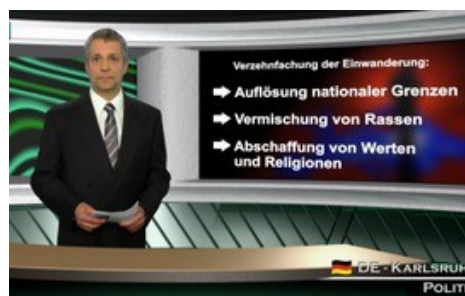 Verzehnfachung der Einwanderung:
Auflösung nationaler Grenzen
Vermischung von Rassen
Abschaffung von Werten
und Religionen
DE - KARLSRUH
POLIT